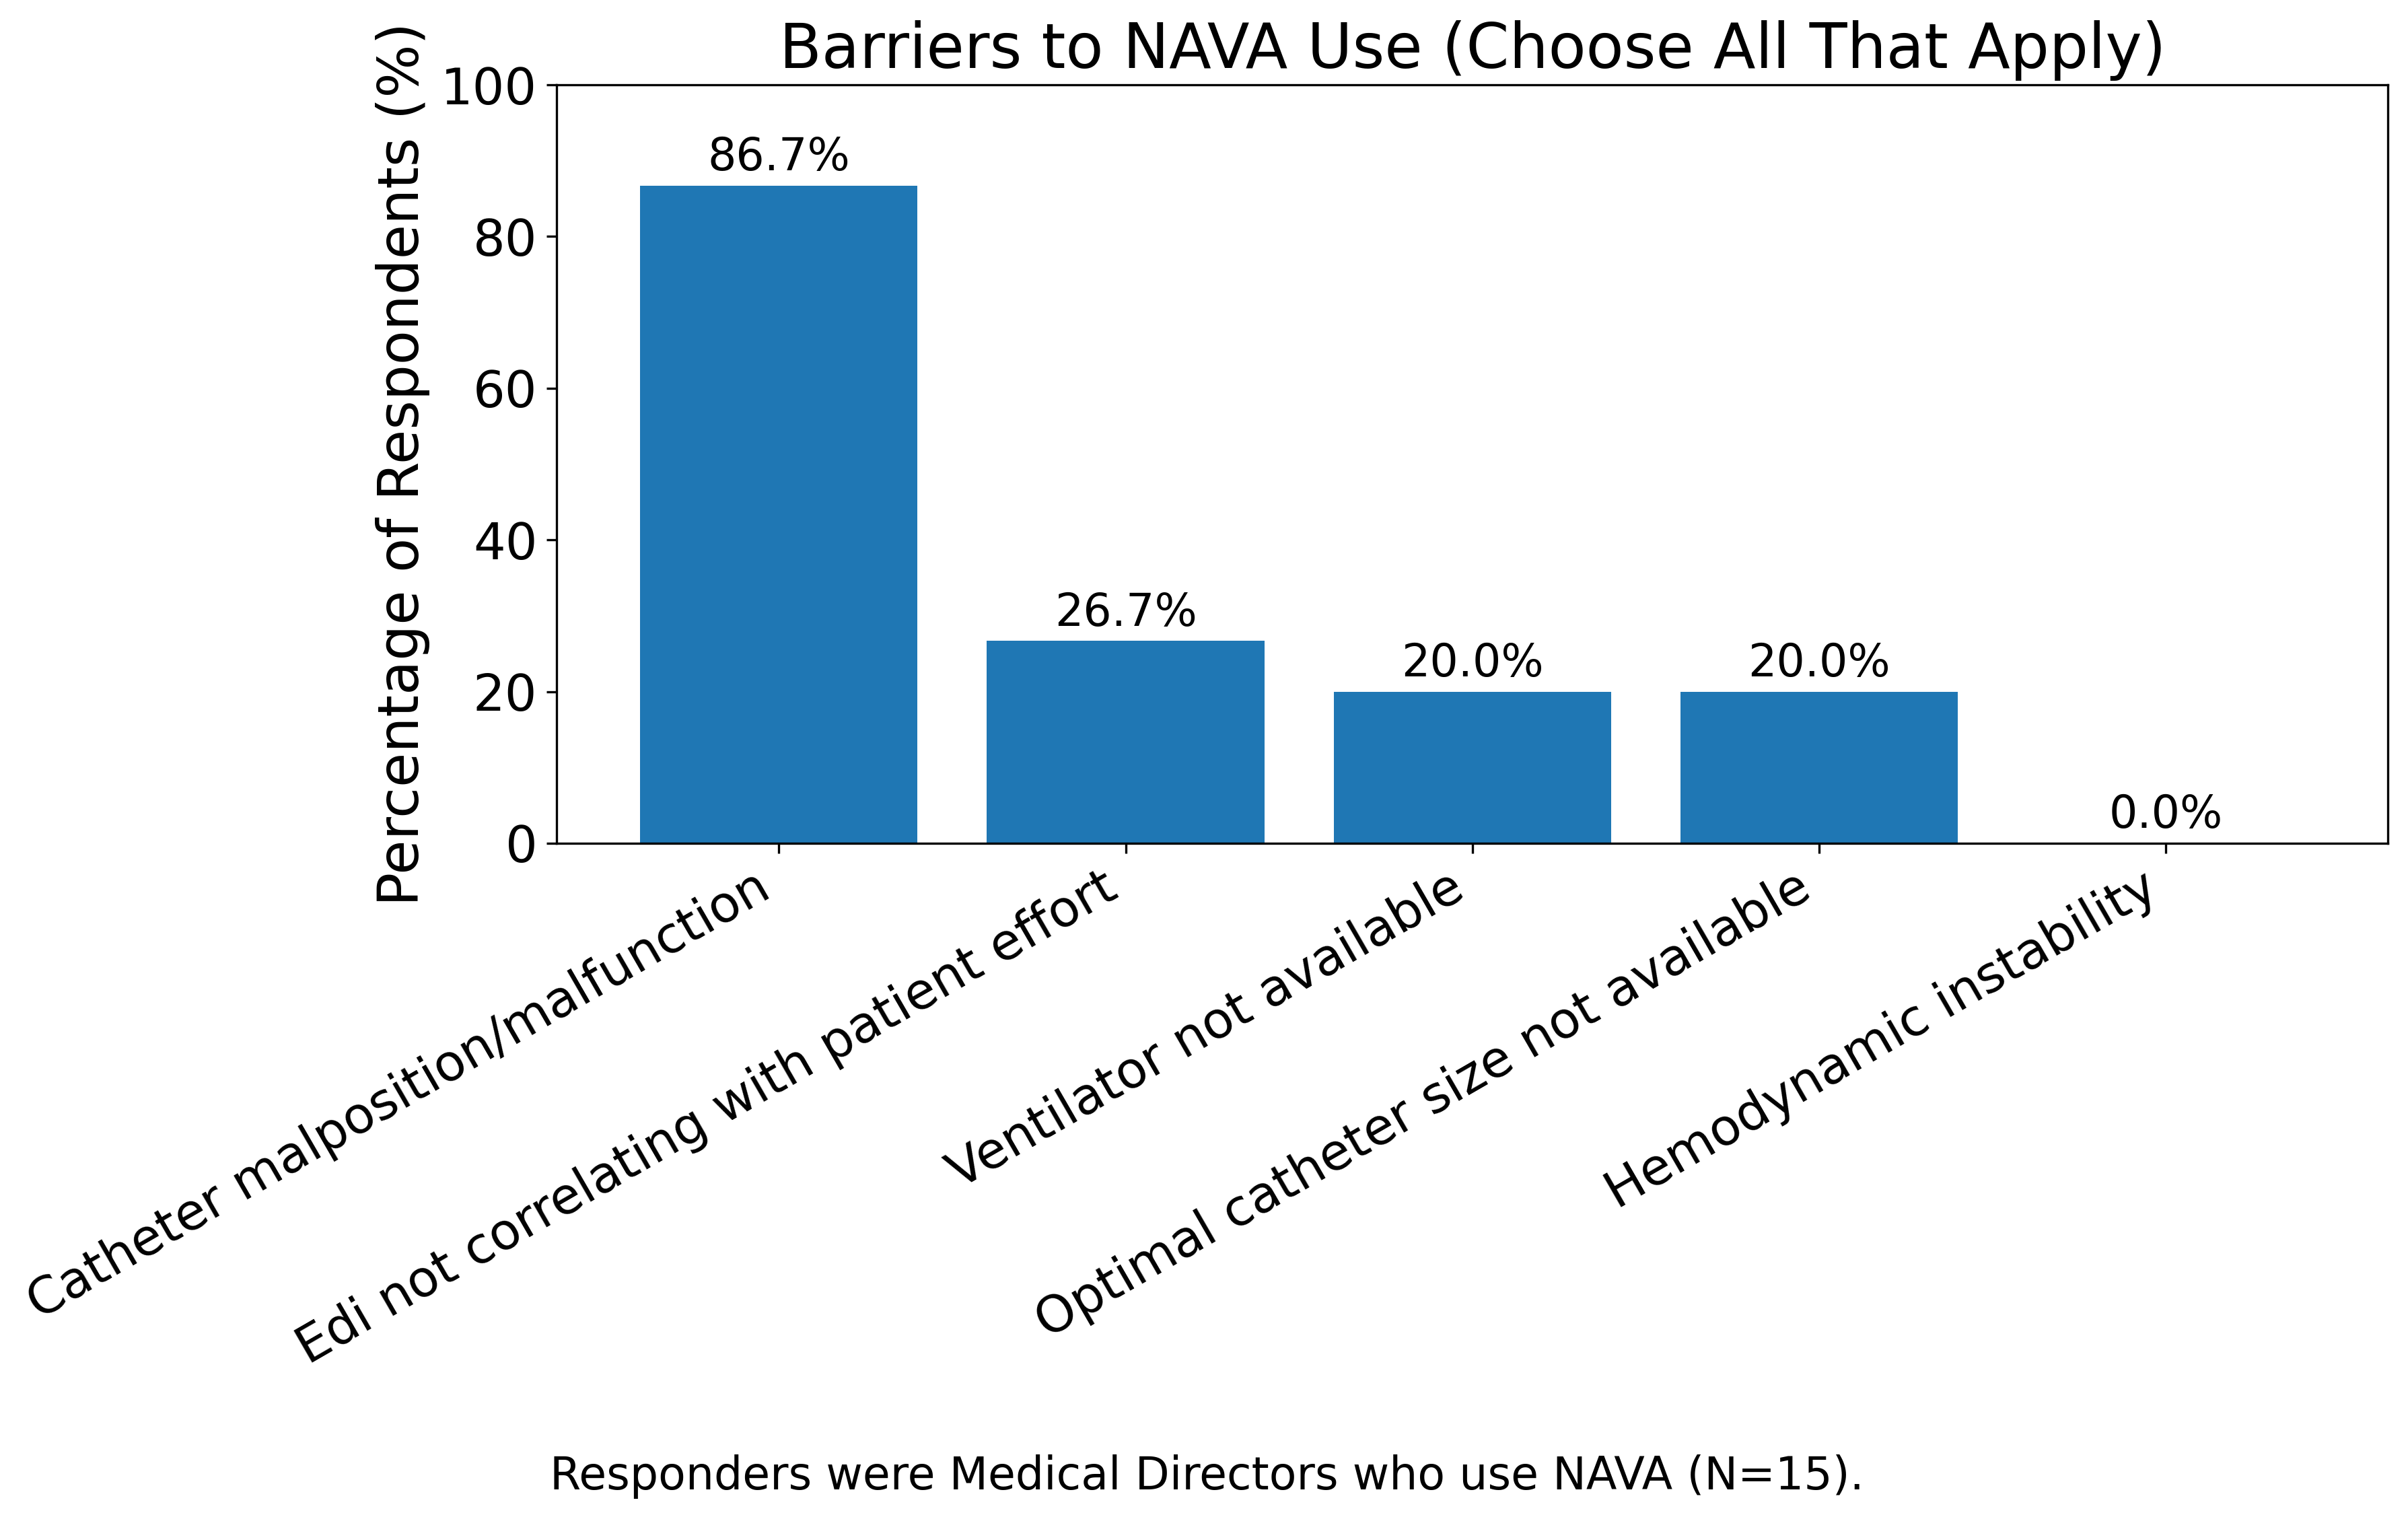 Barriers to NAVA Use (Choose All That Apply)
Percentage of Respondents (%)
100
80
60
40
20
0
86.7%
26.7%
20.0%
20.0%
0.0%
Catheter malposition/malfunction
Edi not correlating with patient effort
Ventilator not available
Optimal catheter size not available
Hemodynamic instability
Responders were Medical Directors who use NAVA (N=15).